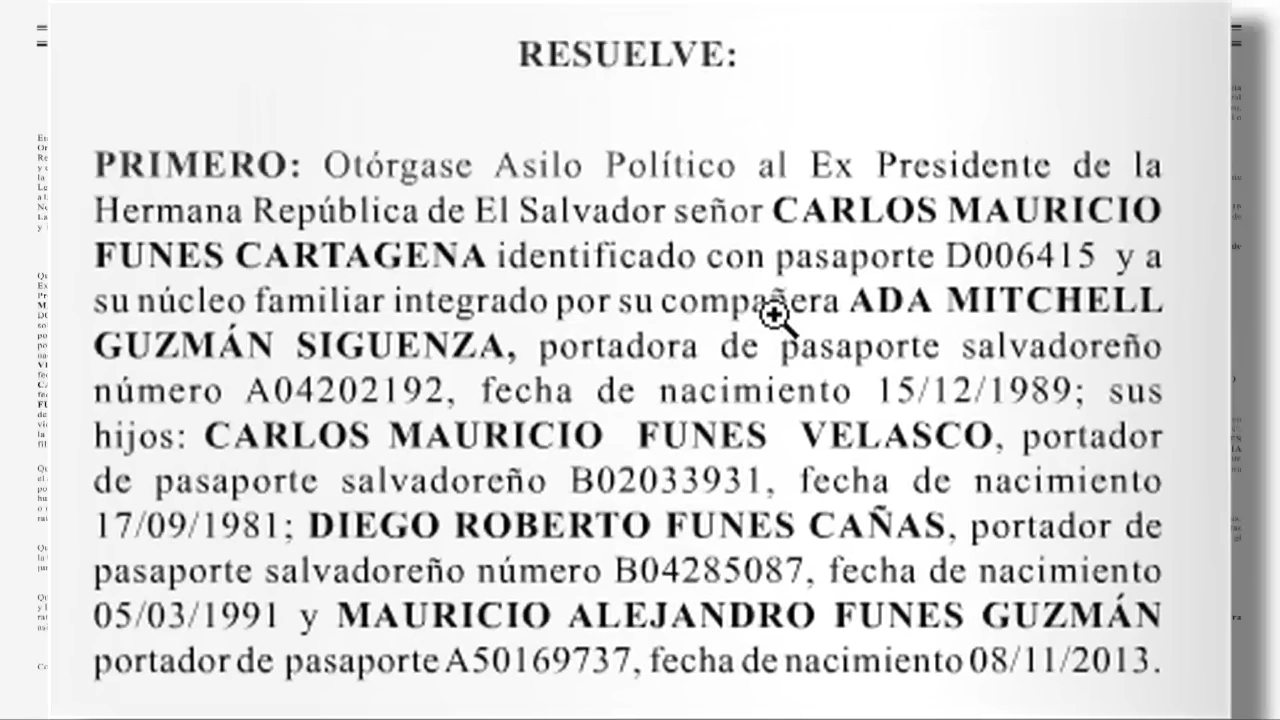 RESUELVE:
PRIMERO: Otórgase Asilo Político al Ex Presidente de la
Hermana República de El Salvador señor CARLOS MAURICIO
FUNES CARTAGENA identificado con pasaporte D006415 y a
su núcleo familiar integrado por su compañera ADA MITCHELL
GUZMÁN SIGUENZA, portadora de pasaporte salvadoreño
número A04202192, fecha de nacimiento 15/12/1989; sus
hijos: CARLOS MAURICIO FUNES VELASCO, portador
de pasaporte salvadoreño B02033931, fecha de nacimiento
17/09/1981; DIEGO ROBERTO FUNES CAÑAS, portador de
pasaporte salvadoreño número B04285087, fecha de nacimiento
05/03/1991 y MAURICIO ALEJANDRO FUNES GUZMÁN
portador de pasaporte A50169737, fecha de nacimiento 08/11/2013.